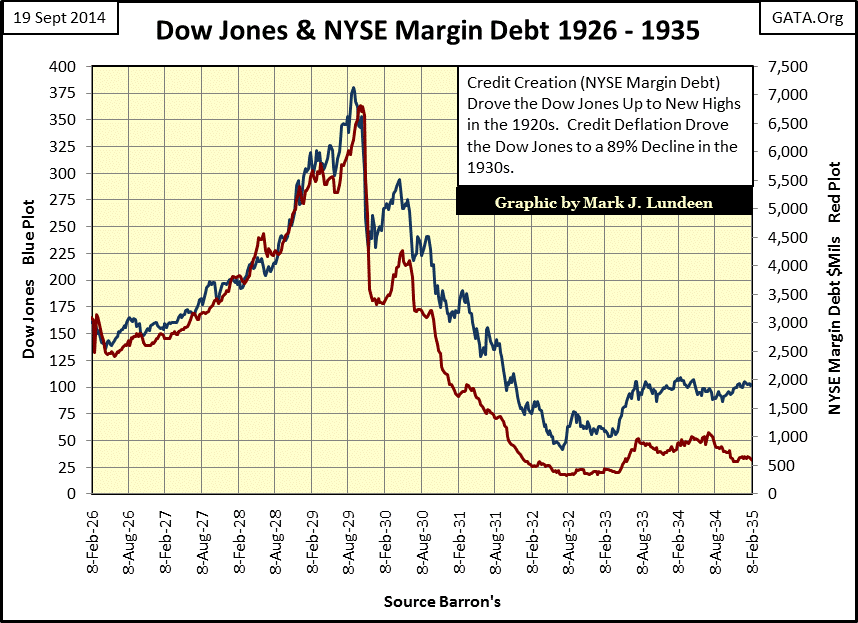 19 Sept 2014
Dow Jones & NYSE Margin Debt 1926 - 1935
GATA.Org
Credit Creation (NYSE Margin Debt)
Drove the Dow Jones Up to New Highs
in the 1920s.  Credit Deflation Drove
the Dow Jones to a 89% Decline in the
1930s.
Graphic by Mark J. Lundeen
Dow Jones   Blue Plot
400
375
350
325
300
275
250
225
200
175
150
125
100
75
50
25
0
7,500
7,000
6,500
6,000
5,500
5,000
4,500
4,000
3,500
3,000
2,500
2,000
1,500
1,000
500
0
NYSE Margin Debt $Mils   Red Plot
8-Feb-26
8-Aug-26
8-Feb-27
8-Aug-27
8-Feb-28
8-Aug-28
8-Feb-29
8-Aug-29
8-Feb-30
8-Aug-30
8-Feb-31
8-Aug-31
8-Feb-32
8-Aug-32
8-Feb-33
8-Aug-33
8-Feb-34
8-Aug-34
8-Feb-35
Source Barron's